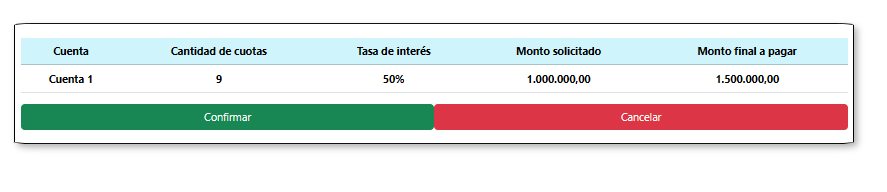 Cuenta Cantidad de cuotas Tasa de interés Monto solicitado Monto final a pagar
Cuenta 1 9 50% 1.000.000,00 1.500.000,00
Confirmar Cancelar